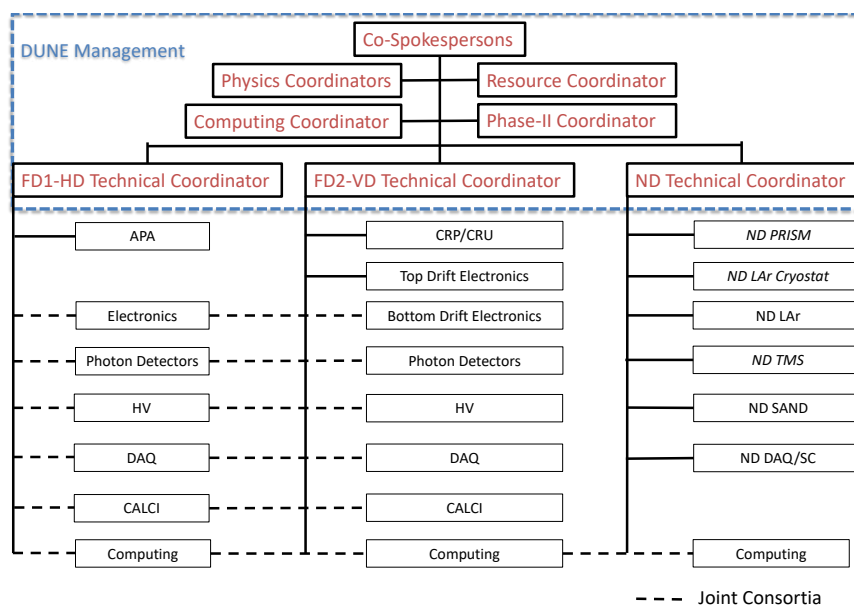 Co-Spokespersons
DUNE Management
Physics Coordinators
Resource Coordinator
Computing Coordinator
Phase-II Coordinator
FD1-HD Technical Coordinator
FD2-VD Technical Coordinator
ND Technical Coordinator
APA
CRP/CRU
ND PRISM
Top Drift Electronics
ND LAr Cryostat
Electronics
Bottom Drift Electronics
ND LAr
Photon Detectors
Photon Detectors
ND TMS
HV
HV
ND SAND
DAQ
DAQ
ND DAQ/SC
CALCI
CALCI
Computing
Computing
Computing
Joint Consortia